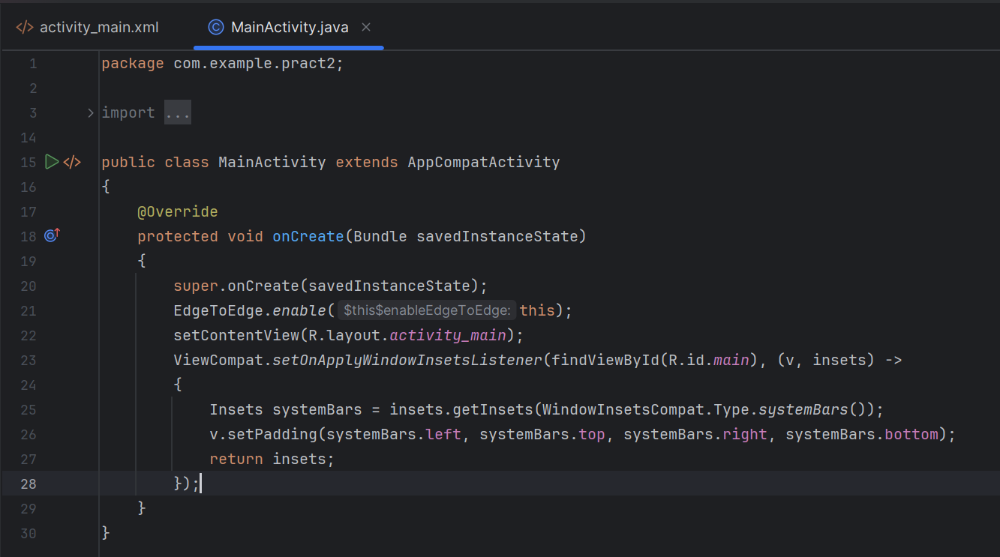 </> activity_main.xml
C MainActivity.java ×
1 package com.example.pract2;
2
3 > import ...
14
15 </> public class MainActivity extends AppCompatActivity
16 {
17 @Override
18 protected void onCreate(Bundle savedInstanceState)
19 {
20 super.onCreate(savedInstanceState);
21 EdgeToEdge.enable( $this$enableEdgeToEdge: this);
22 setContentView(R.layout.activity_main);
23 ViewCompat.setOnApplyWindowInsetsListener(findViewById(R.id.main), (v, insets) ->
24 {
25 Insets systemBars = insets.getInsets(WindowInsetsCompat.Type.systemBars());
26 v.setPadding(systemBars.left, systemBars.top, systemBars.right, systemBars.bottom);
27 return insets;
28 });
29 }
30 }